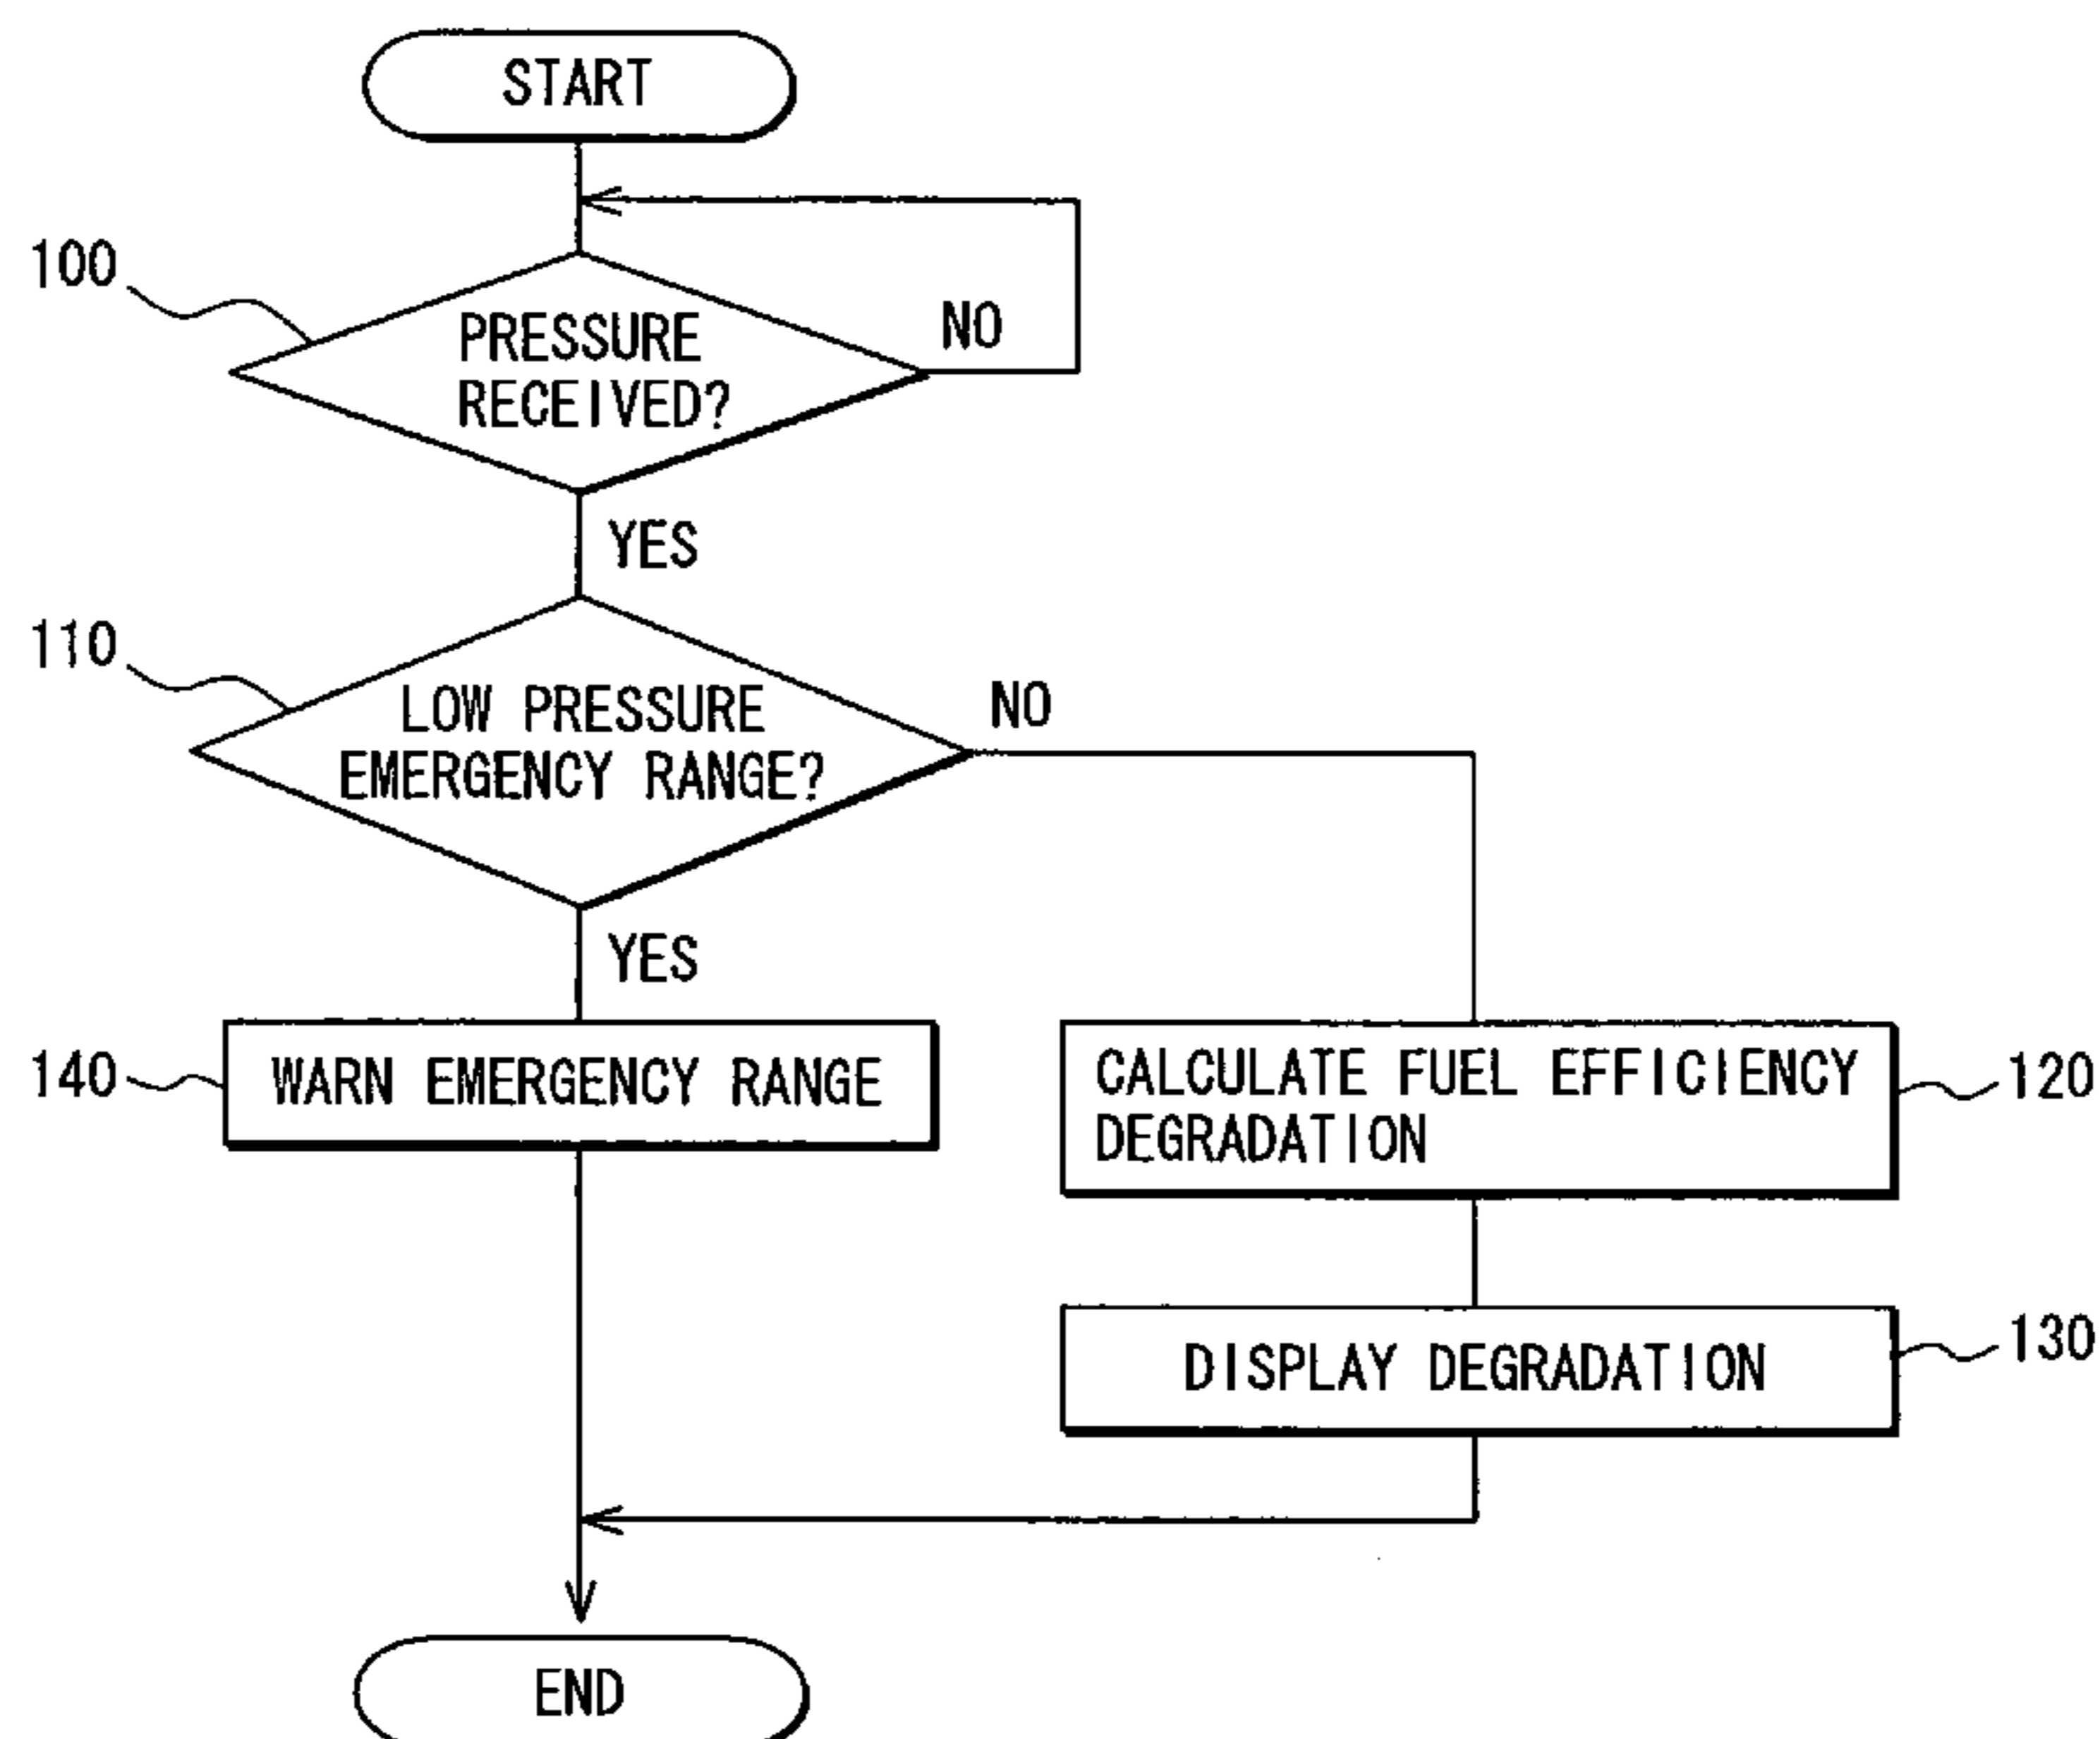 START
100
PRESSURE
RECEIVED?
NO
YES
110
LOW PRESSURE
EMERGENCY RANGE?
NO
YES
140
WARN EMERGENCY RANGE
CALCULATE FUEL EFFICIENCY
DEGRADATION
120
DISPLAY DEGRADATION
130
END